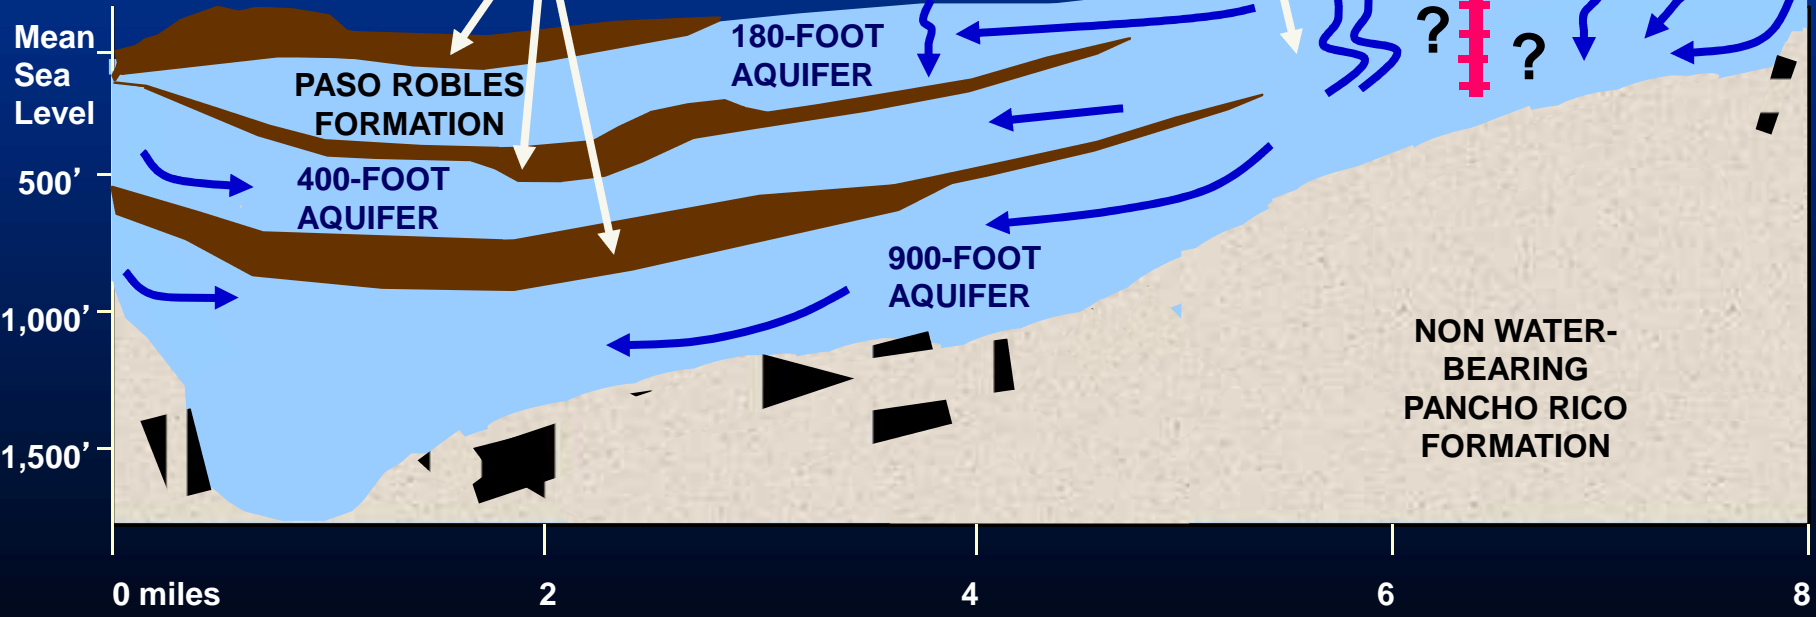 Mean
Sea
Level
180-FOOT
AQUIFER
?
?
PASO ROBLES
FORMATION
500’
400-FOOT
AQUIFER
900-FOOT
AQUIFER
1,000’
NON WATER-
BEARING
PANCHO RICO
FORMATION
1,500’
0 miles 2 4 6 8